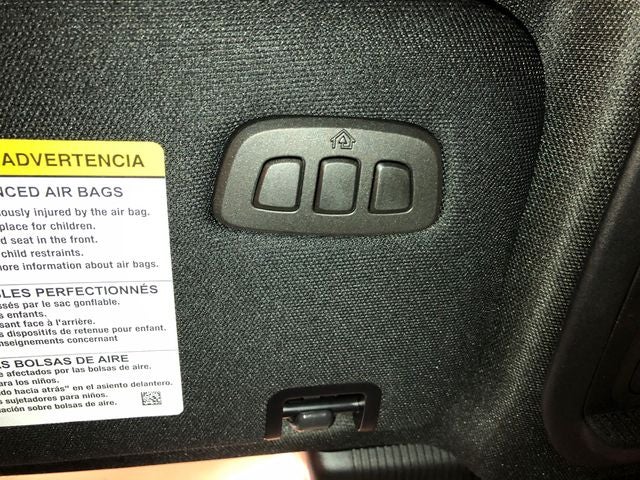 ADVERTENCIA
NCED AIR BAGS
ously injured by the air bag.
place for children.
d seat in the front.
child restraints.
ore information about air bags.
LES PERFECTIONNÉS
ssés par le sac gonflable.
s enfants.
sant face à l'arrière.
s dispositifs de retenue pour enfant.
nseignements concernant
S BOLSAS DE AIRE
e afectados por las bolsas de aire.
ara los niños.
do hacia atrás" en el asiento delantero.
s sujetadores para niños.
ación sobre bolsas de aire.